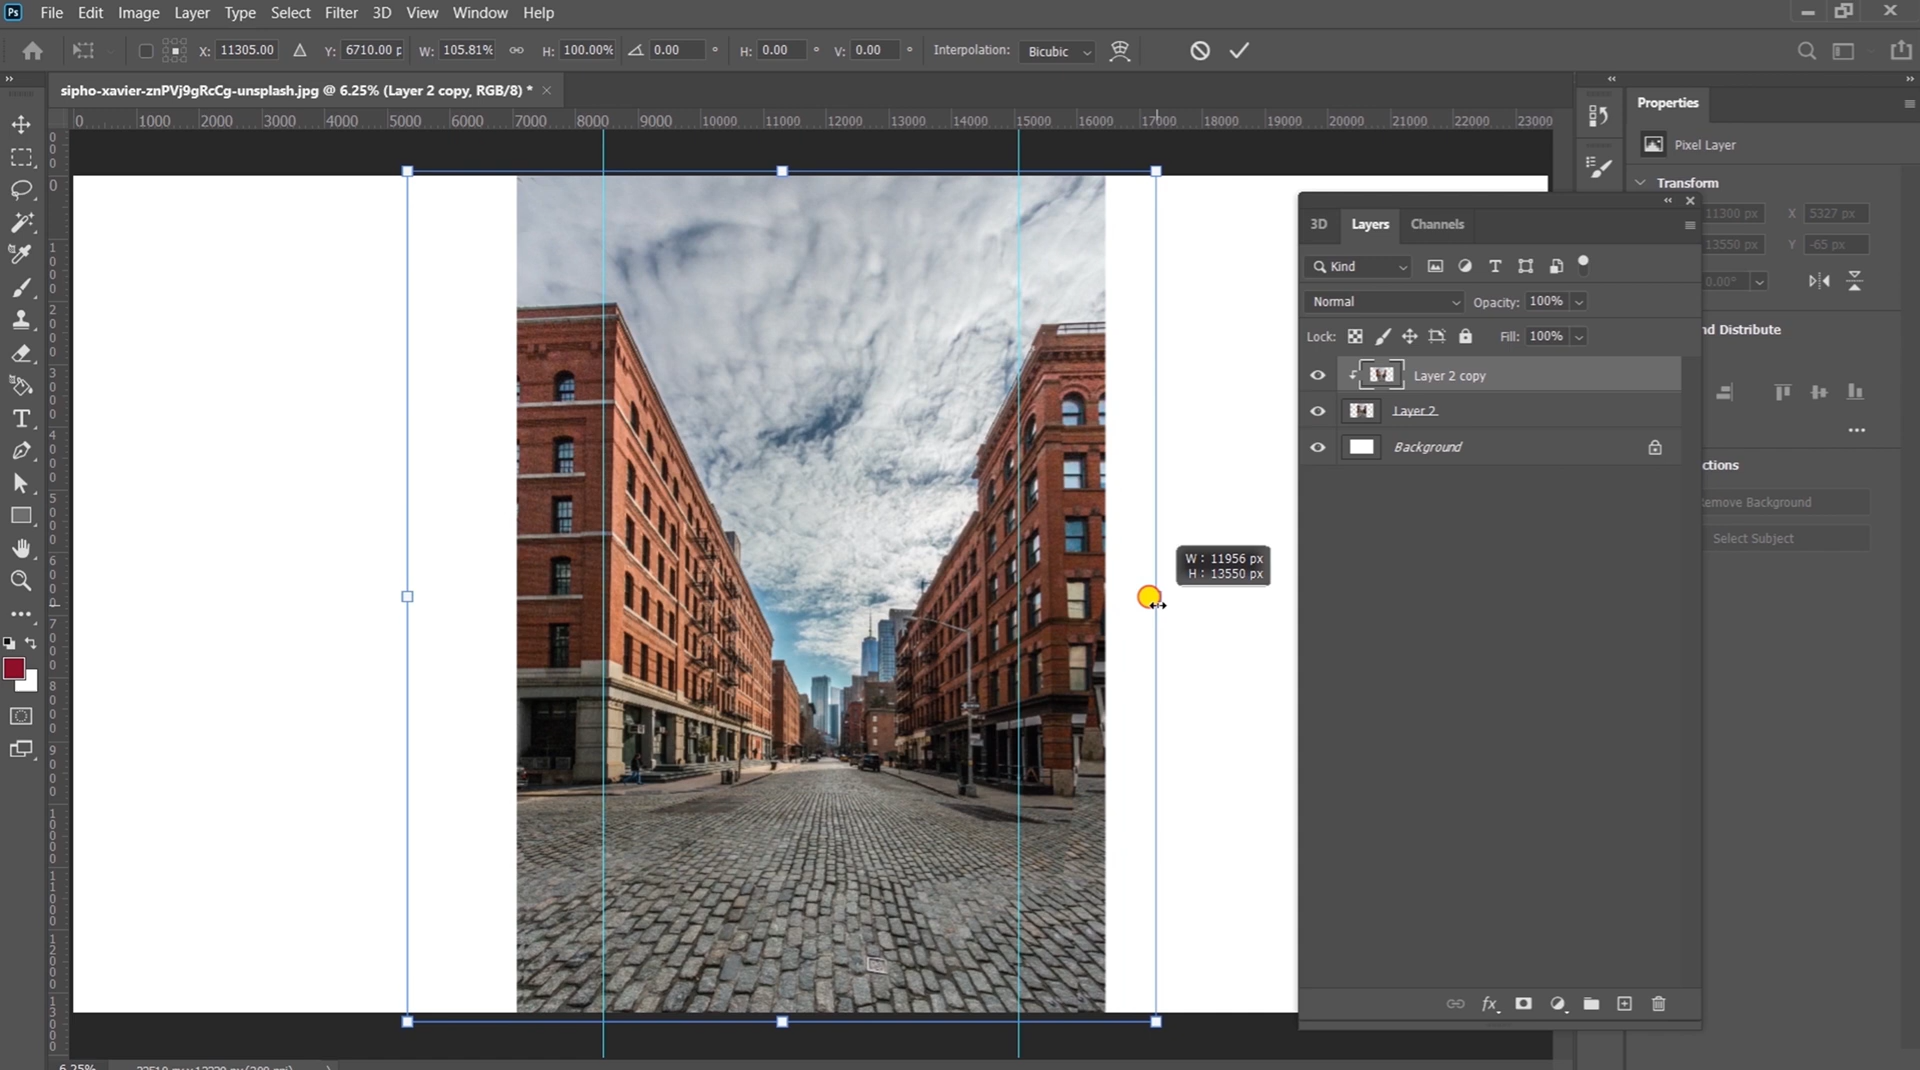 Ps File Edit Image Layer Type Select Filter 3D View Window Help
X: 11305.00 Y: 6710.00 p W: 105.81% H: 100.00% 0.00 ° H: 0.00 ° V: 0.00 ° Interpolation: Bicubic
sipho-xavier-znPVj9gRcCg-unsplash.jpg @ 6.25% (Layer 2 copy, RGB/8) *
0 1000 2000 3000 4000 5000 6000 7000 8000 9000 10000 11000 12000 13000 14000 15000 16000 17000 18000 19000 20000 21000 22000 23000
Properties
Pixel Layer
Transform
11300 px X 5327 px
13550 px Y -65 px
0.00°
nd Distribute
ctions
emove Background
Select Subject
3D Layers Channels
Kind
Normal Opacity: 100%
Lock: Fill: 100%
Layer 2 copy
Layer 2
Background
fx
W : 11956 px
H : 13550 px
6.25%